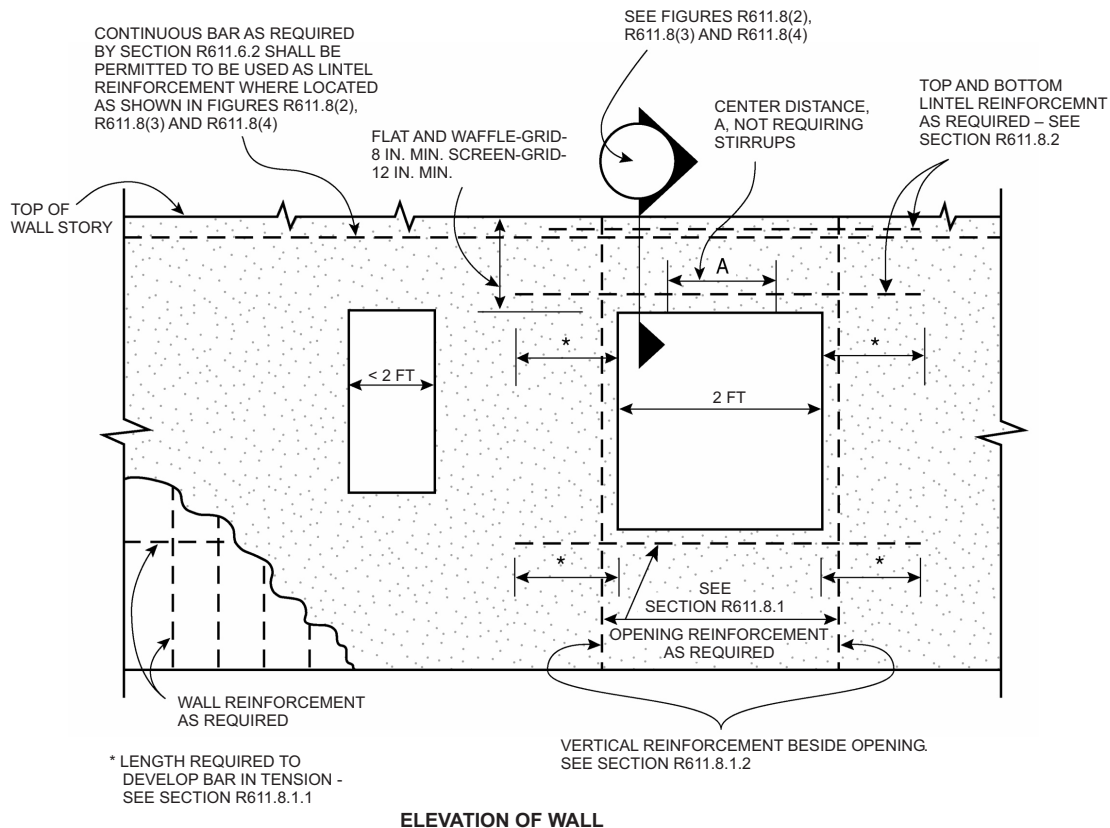 CONTINUOUS BAR AS REQUIRED
BY SECTION R611.6.2 SHALL BE
PERMITTED TO BE USED AS LINTEL
REINFORCEMENT WHERE LOCATED
AS SHOWN IN FIGURES R611.8(2),
R611.8(3) AND R611.8(4)
SEE FIGURES R611.8(2),
R611.8(3) AND R611.8(4)
FLAT AND WAFFLE-GRID-
8 IN. MIN. SCREEN-GRID-
12 IN. MIN.
CENTER DISTANCE,
A, NOT REQUIRING
STIRRUPS
TOP AND BOTTOM
LINTEL REINFORCEMNT
AS REQUIRED – SEE
SECTION R611.8.2
TOP OF
WALL STORY
A
*
*
< 2 FT
2 FT
*
*
SEE
SECTION R611.8.1
OPENING REINFORCEMENT
AS REQUIRED
WALL REINFORCEMENT
AS REQUIRED
VERTICAL REINFORCEMENT BESIDE OPENING.
SEE SECTION R611.8.1.2
* LENGTH REQUIRED TO
DEVELOP BAR IN TENSION -
SEE SECTION R611.8.1.1
ELEVATION OF WALL